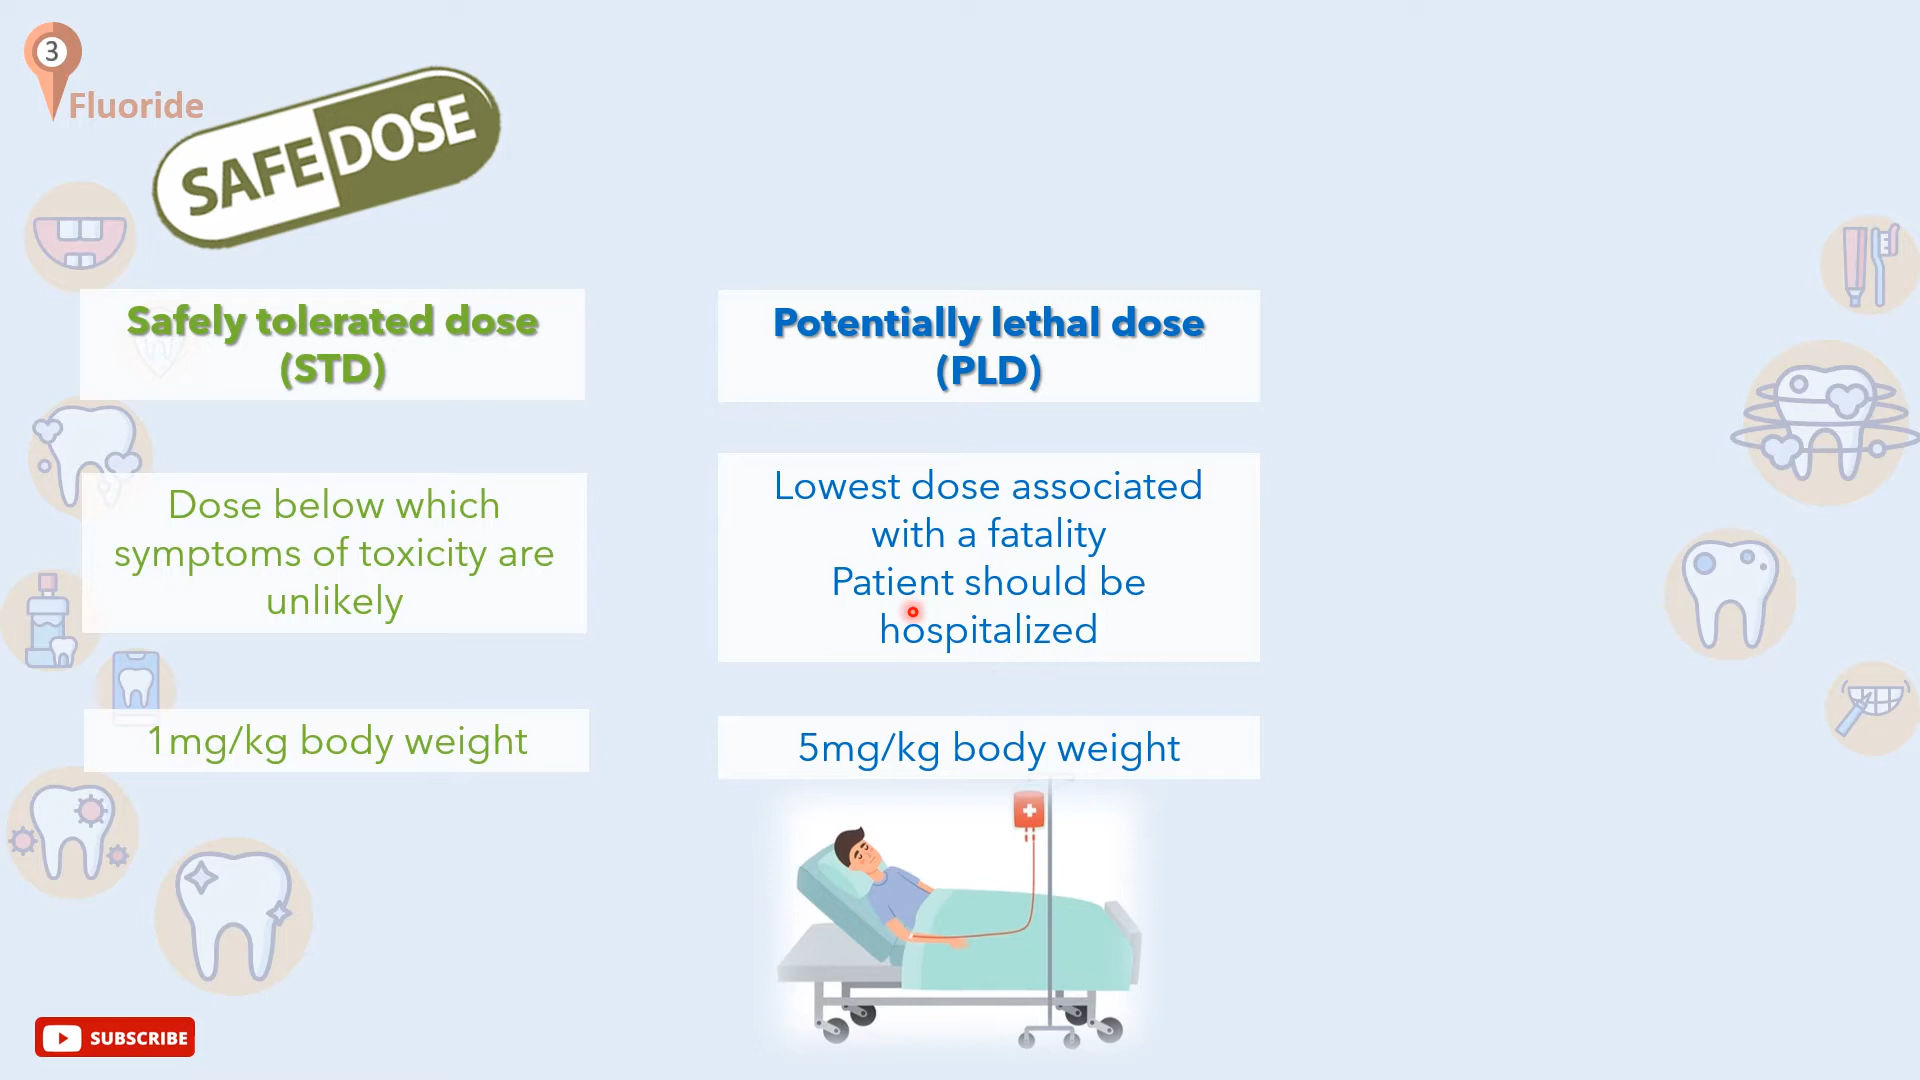 3
Fluoride
SAFE DOSE
Safely tolerated dose
(STD)
Dose below which
symptoms of toxicity are
unlikely
1mg/kg body weight
Potentially lethal dose
(PLD)
Lowest dose associated
with a fatality
Patient should be
hospitalized
5mg/kg body weight
SUBSCRIBE